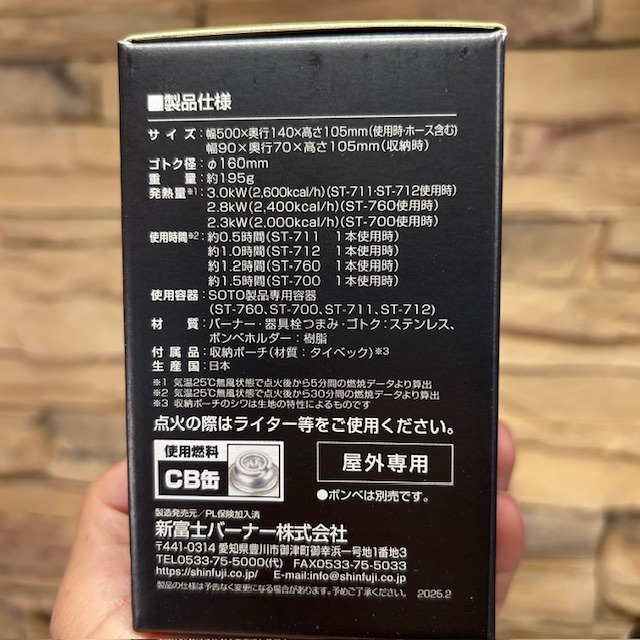 ■製品仕様
サイズ：幅500×奥行140×高さ105mm(使用時・ホース含む)
幅90×奥行70×高さ105mm(収納時)
ゴトク径：φ160mm
重量：約195g
発熱量※1：3.0kW(2,600kcal/h)(ST-711・ST-712使用時)
2.8kW(2,400kcal/h)(ST-760使用時)
2.3kW(2,000kcal/h)(ST-700使用時)
使用時間※2：約0.5時間(ST-711 1本使用時)
約1.0時間(ST-712 1本使用時)
約1.2時間(ST-760 1本使用時)
約1.5時間(ST-700 1本使用時)
使用容器：SOTO製品専用容器
(ST-760、ST-700、ST-711、ST-712)
材質：バーナー・器具栓つまみ・ゴトク：ステンレス、
ボンベホルダー：樹脂
付属品：収納ポーチ(材質：タイベック)※3
生産国：日本
※1 気温25℃無風状態で点火後から5分間の燃焼データより算出
※2 気温25℃無風状態で点火後から30分間の燃焼データより算出
※3 収納ポーチのシワは生地の特性によるものです
点火の際はライター等をご使用ください。
使用燃料
CB缶
屋外専用
●ボンベは別売です。
製造発売元／PL保険加入済
新富士バーナー株式会社
〒441-0314 愛知県豊川市御津町御幸浜一号地1番地3
TEL0533-75-5000(代) FAX0533-75-5033
https://shinfuji.co.jp/ E-mail:info@shinfuji.co.jp
製品の仕様は予告なく変更になる場合があります。予めご了承ください。 2025.2